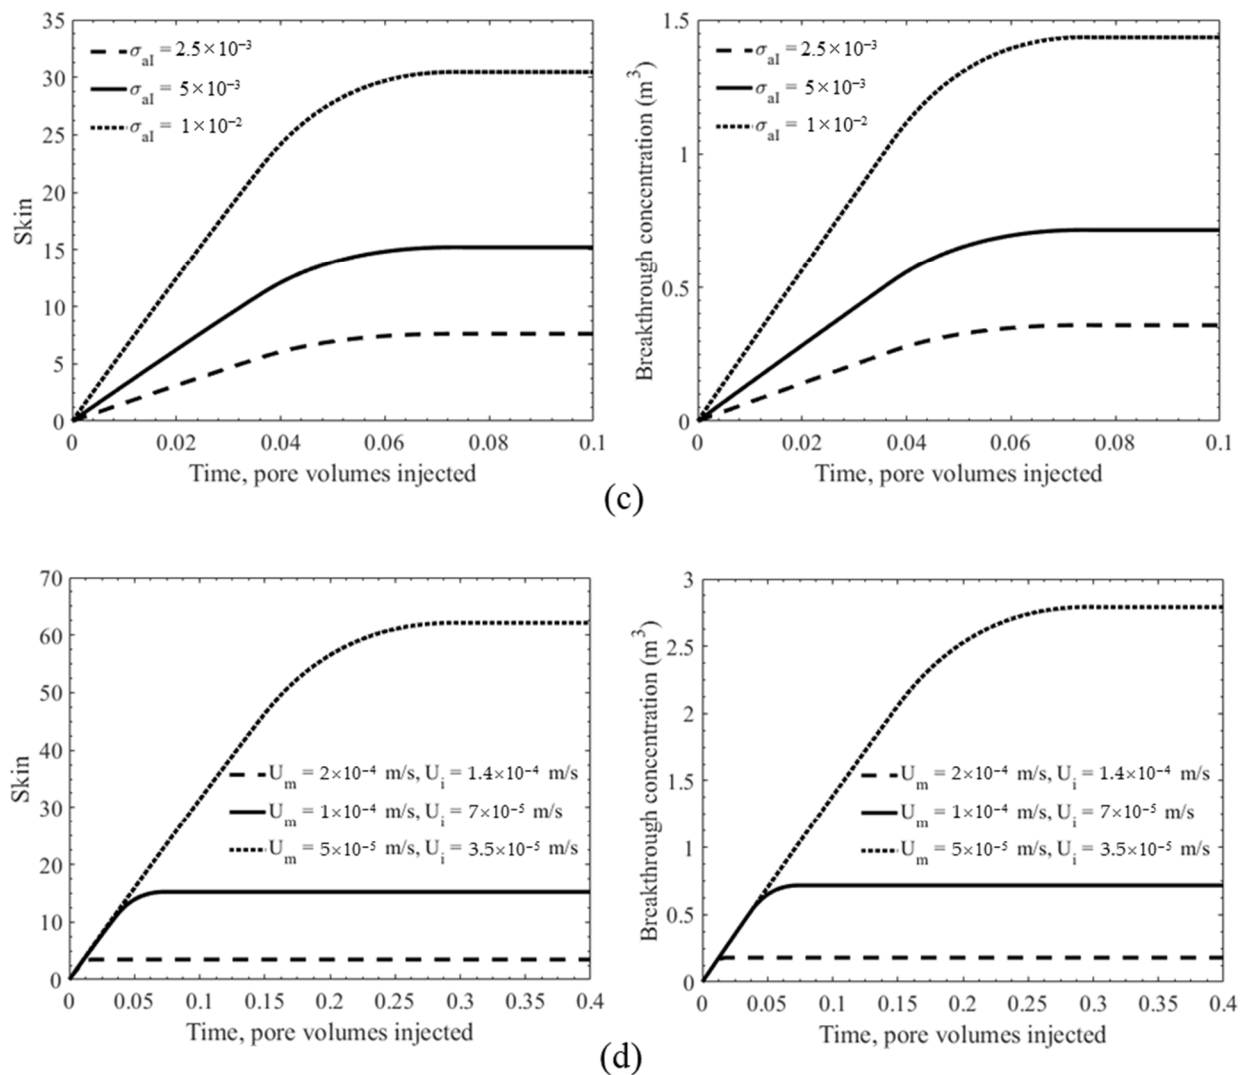 35
30
25
20
15
10
5
0
Skin
σaI = 2.5×10⁻³
σaI = 5×10⁻³
σaI = 1×10⁻²
0 0.02 0.04 0.06 0.08 0.1
Time, pore volumes injected
1.5
1
0.5
0
Breakthrough concentration (m³)
σaI = 2.5×10⁻³
σaI = 5×10⁻³
σaI = 1×10⁻²
0 0.02 0.04 0.06 0.08 0.1
Time, pore volumes injected
(c)
70
60
50
40
30
20
10
0
Skin
Um = 2×10⁻⁴ m/s, Ui = 1.4×10⁻⁴ m/s
Um = 1×10⁻⁴ m/s, Ui = 7×10⁻⁵ m/s
Um = 5×10⁻⁵ m/s, Ui = 3.5×10⁻⁵ m/s
0 0.05 0.1 0.15 0.2 0.25 0.3 0.35 0.4
Time, pore volumes injected
3
2.5
2
1.5
1
0.5
0
Breakthrough concentration (m³)
Um = 2×10⁻⁴ m/s, Ui = 1.4×10⁻⁴ m/s
Um = 1×10⁻⁴ m/s, Ui = 7×10⁻⁵ m/s
Um = 5×10⁻⁵ m/s, Ui = 3.5×10⁻⁵ m/s
0 0.05 0.1 0.15 0.2 0.25 0.3 0.35 0.4
Time, pore volumes injected
(d)